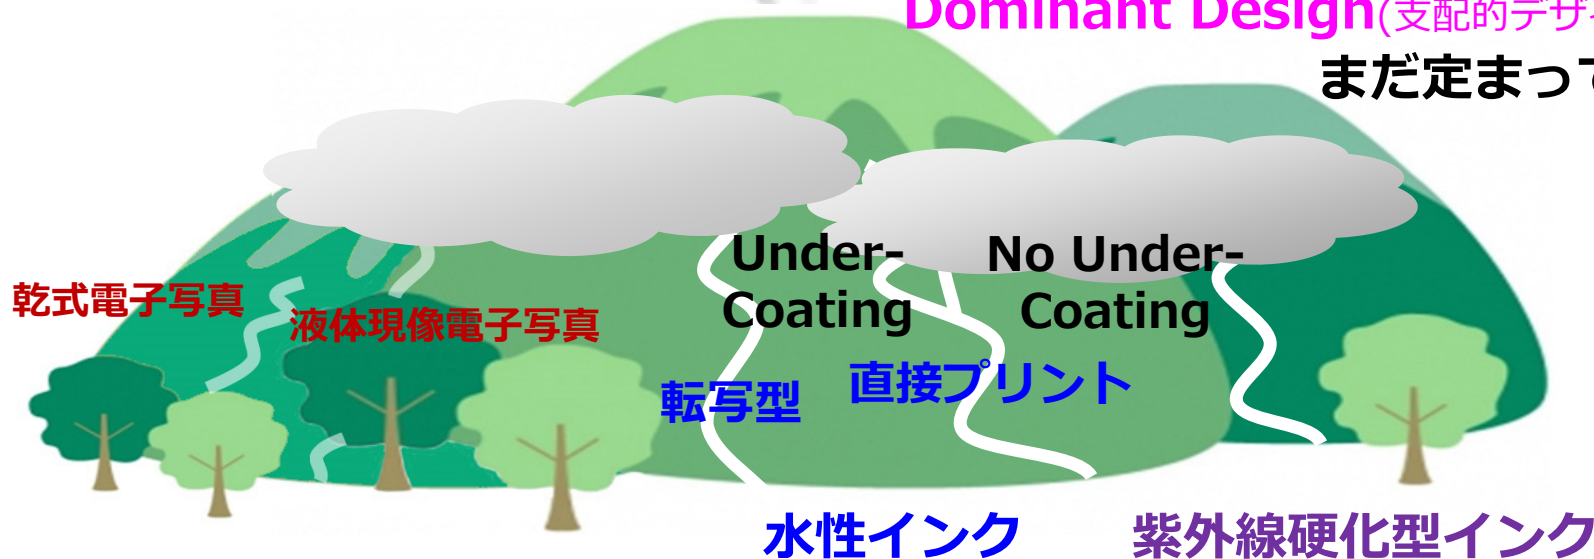 Dominant Design(支配的デザ
まだ定まって
Under-
Coating
No Under-
Coating
乾式電子写真
液体現像電子写真
転写型
直接プリント
水性インク
紫外線硬化型インク